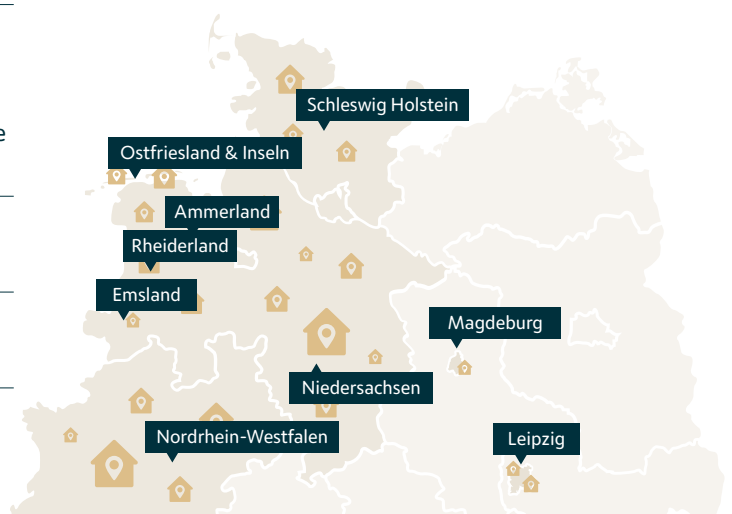 Schleswig Holstein
e
Ostfriesland & Inseln
Ammerland
Rheiderland
Emsland
Magdeburg
Niedersachsen
Nordrhein-Westfalen
Leipzig